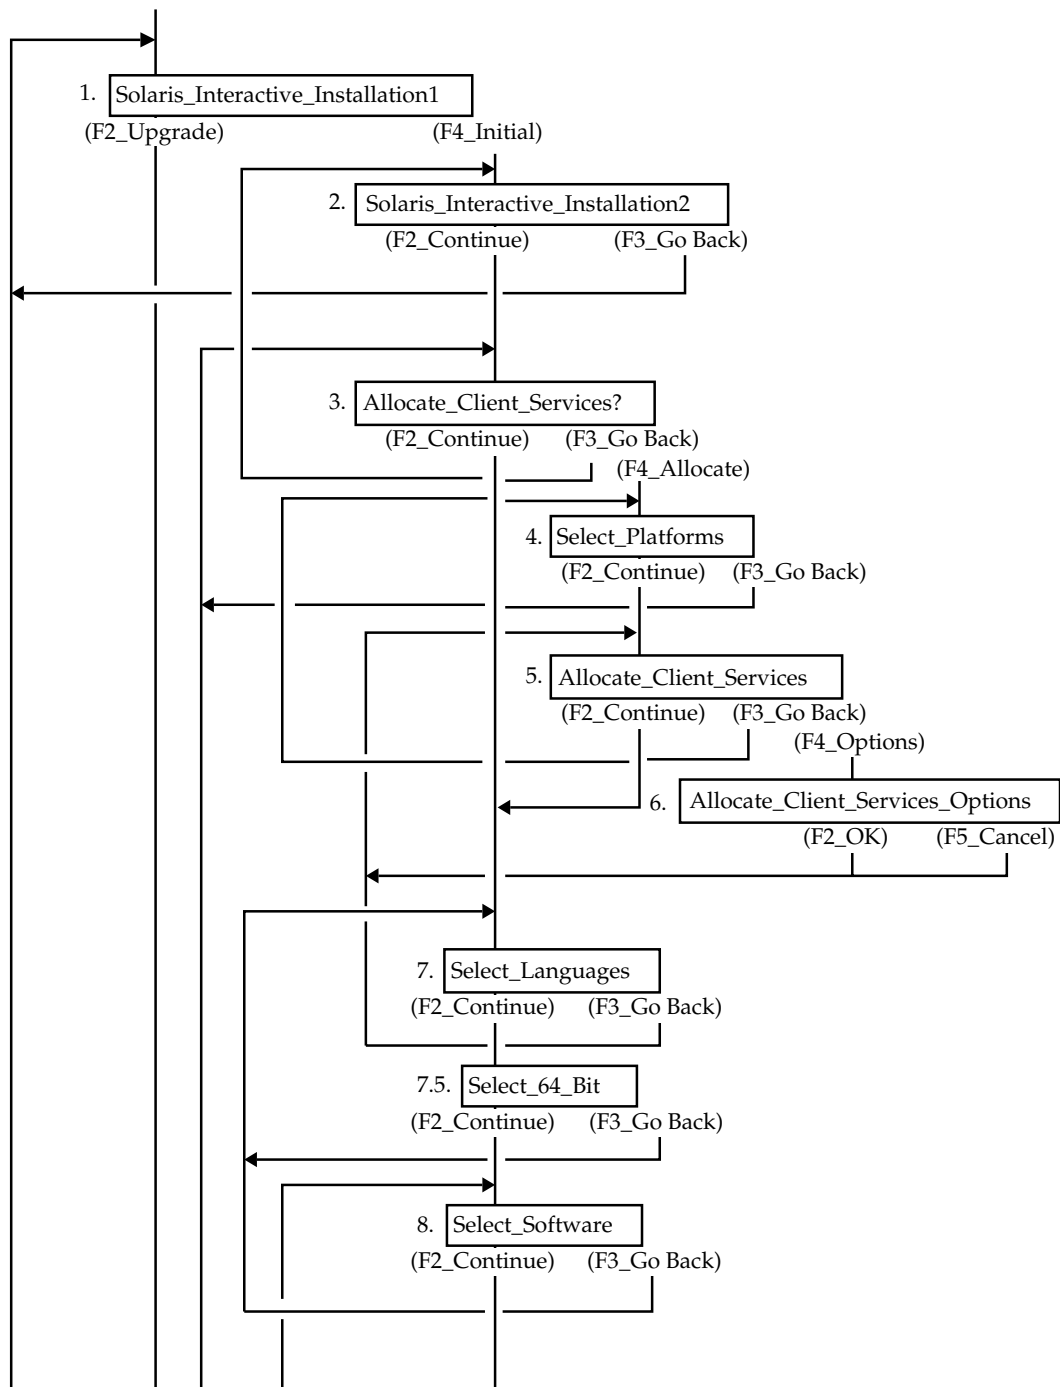 1. Solaris_Interactive_Installation1
(F2_Upgrade) (F4_Initial)
2. Solaris_Interactive_Installation2
(F2_Continue) (F3_Go Back)
3. Allocate_Client_Services?
(F2_Continue) (F3_Go Back)
(F4_Allocate)
4. Select_Platforms
(F2_Continue) (F3_Go Back)
5. Allocate_Client_Services
(F2_Continue) (F3_Go Back)
(F4_Options)
6. Allocate_Client_Services_Options
(F2_OK) (F5_Cancel)
7. Select_Languages
(F2_Continue) (F3_Go Back)
7.5. Select_64_Bit
(F2_Continue) (F3_Go Back)
8. Select_Software
(F2_Continue) (F3_Go Back)